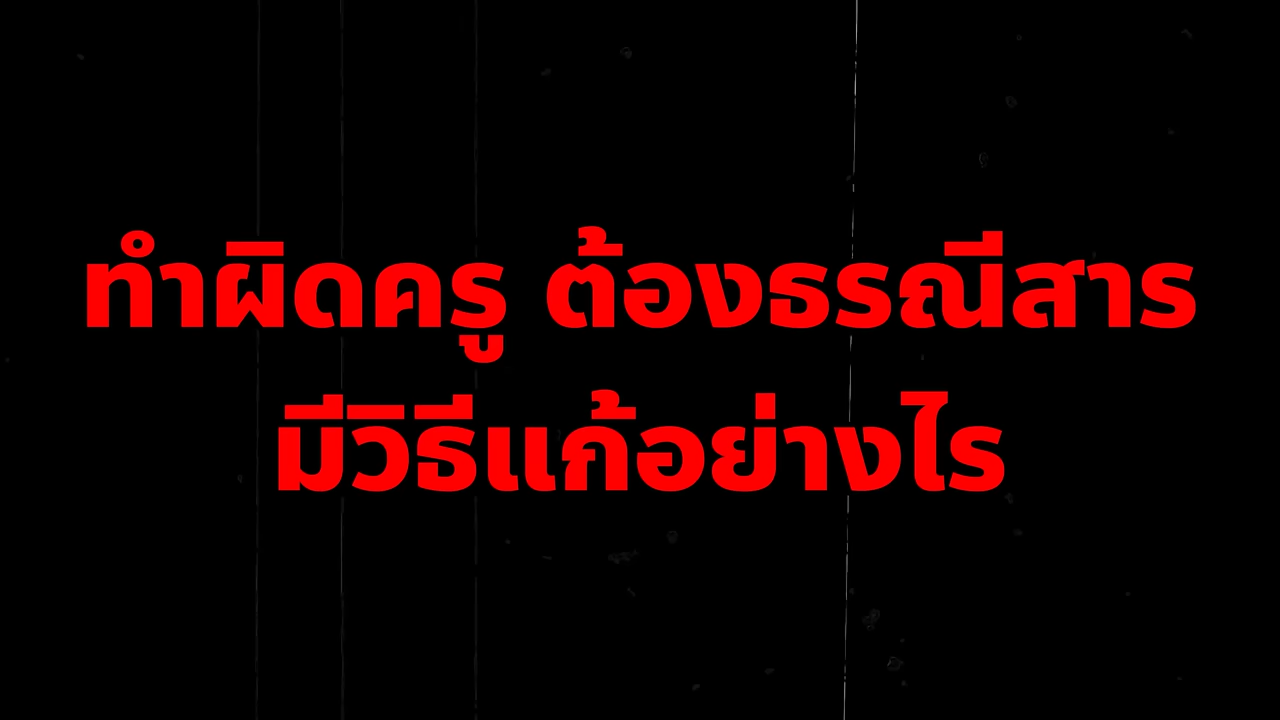 ทำผิดครู ต้องธรณีสาร
มีวิธีแก้อย่างไร